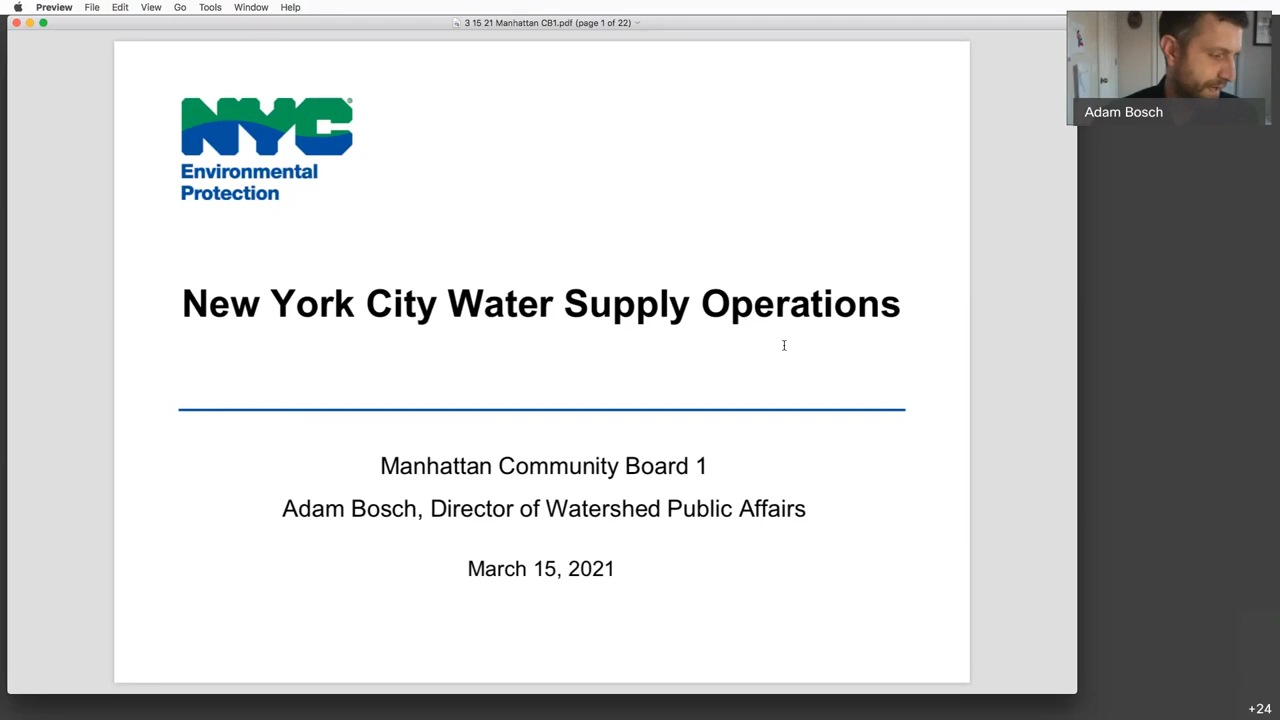 Preview File Edit View Go Tools Window Help
3 15 21 Manhattan CB1.pdf (page 1 of 22)
Adam Bosch
NYC®
Environmental
Protection
New York City Water Supply Operations
Manhattan Community Board 1
Adam Bosch, Director of Watershed Public Affairs
March 15, 2021
+24